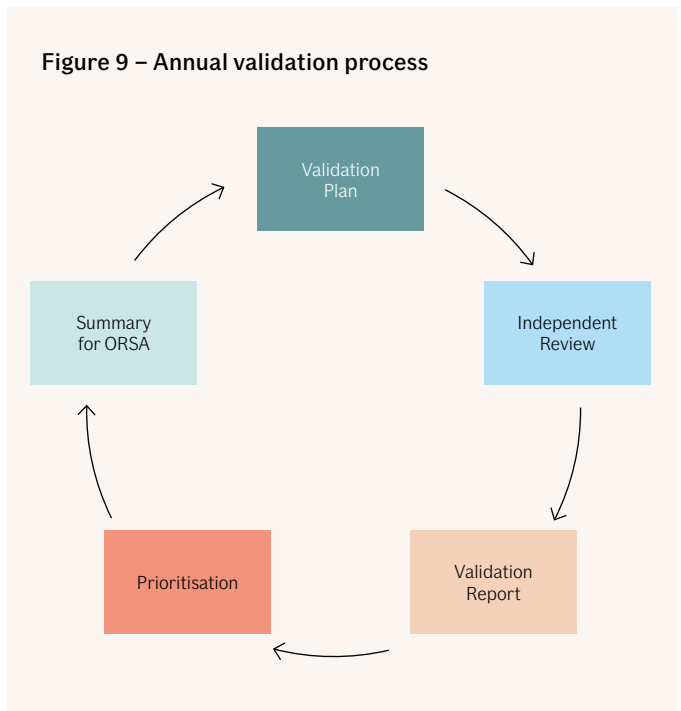 Figure 9 – Annual validation process
Validation
Plan
Independent
Review
Validation
Report
Prioritisation
Summary
for ORSA